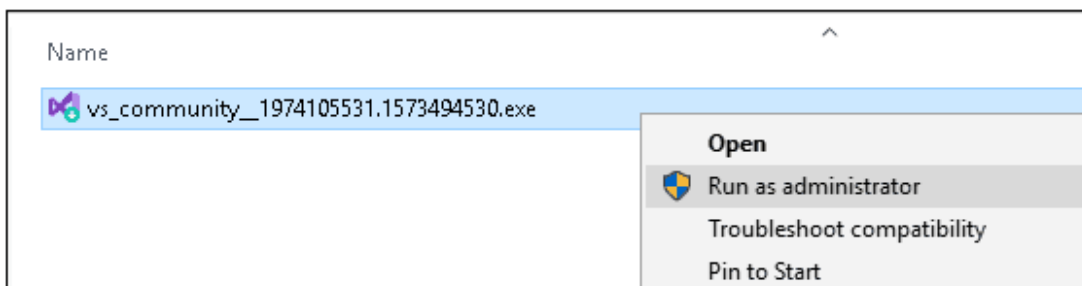 Name
vs_community__1974105531.1573494530.exe
Open
Run as administrator
Troubleshoot compatibility
Pin to Start